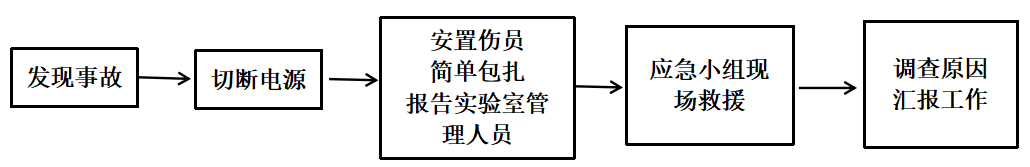 发现事故
切断电源
安置伤员
简单包扎
报告实验室管
理人员
应急小组现
场救援
调查原因
汇报工作